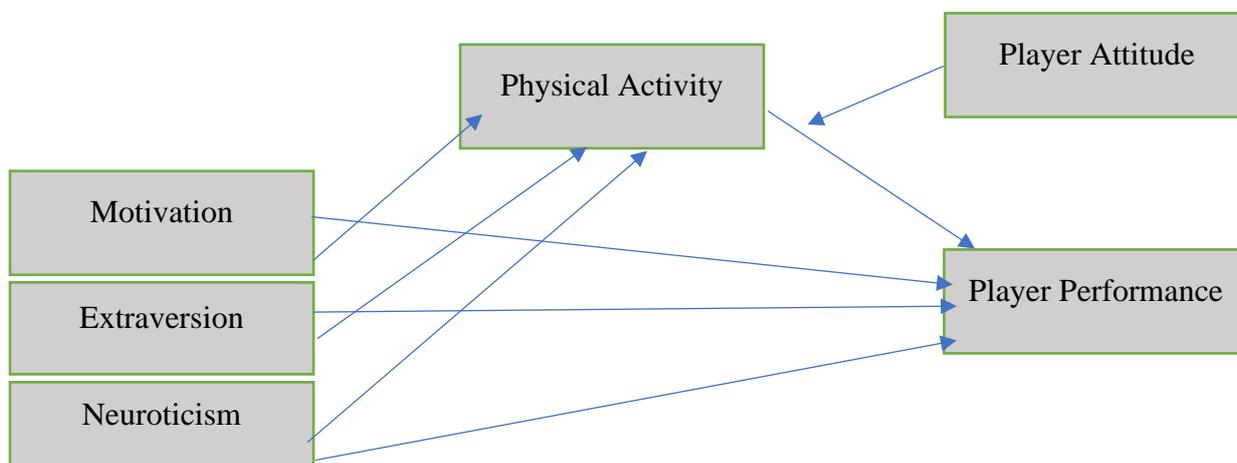 Player Attitude
Physical Activity
Motivation
Player Performance
Extraversion
Neuroticism